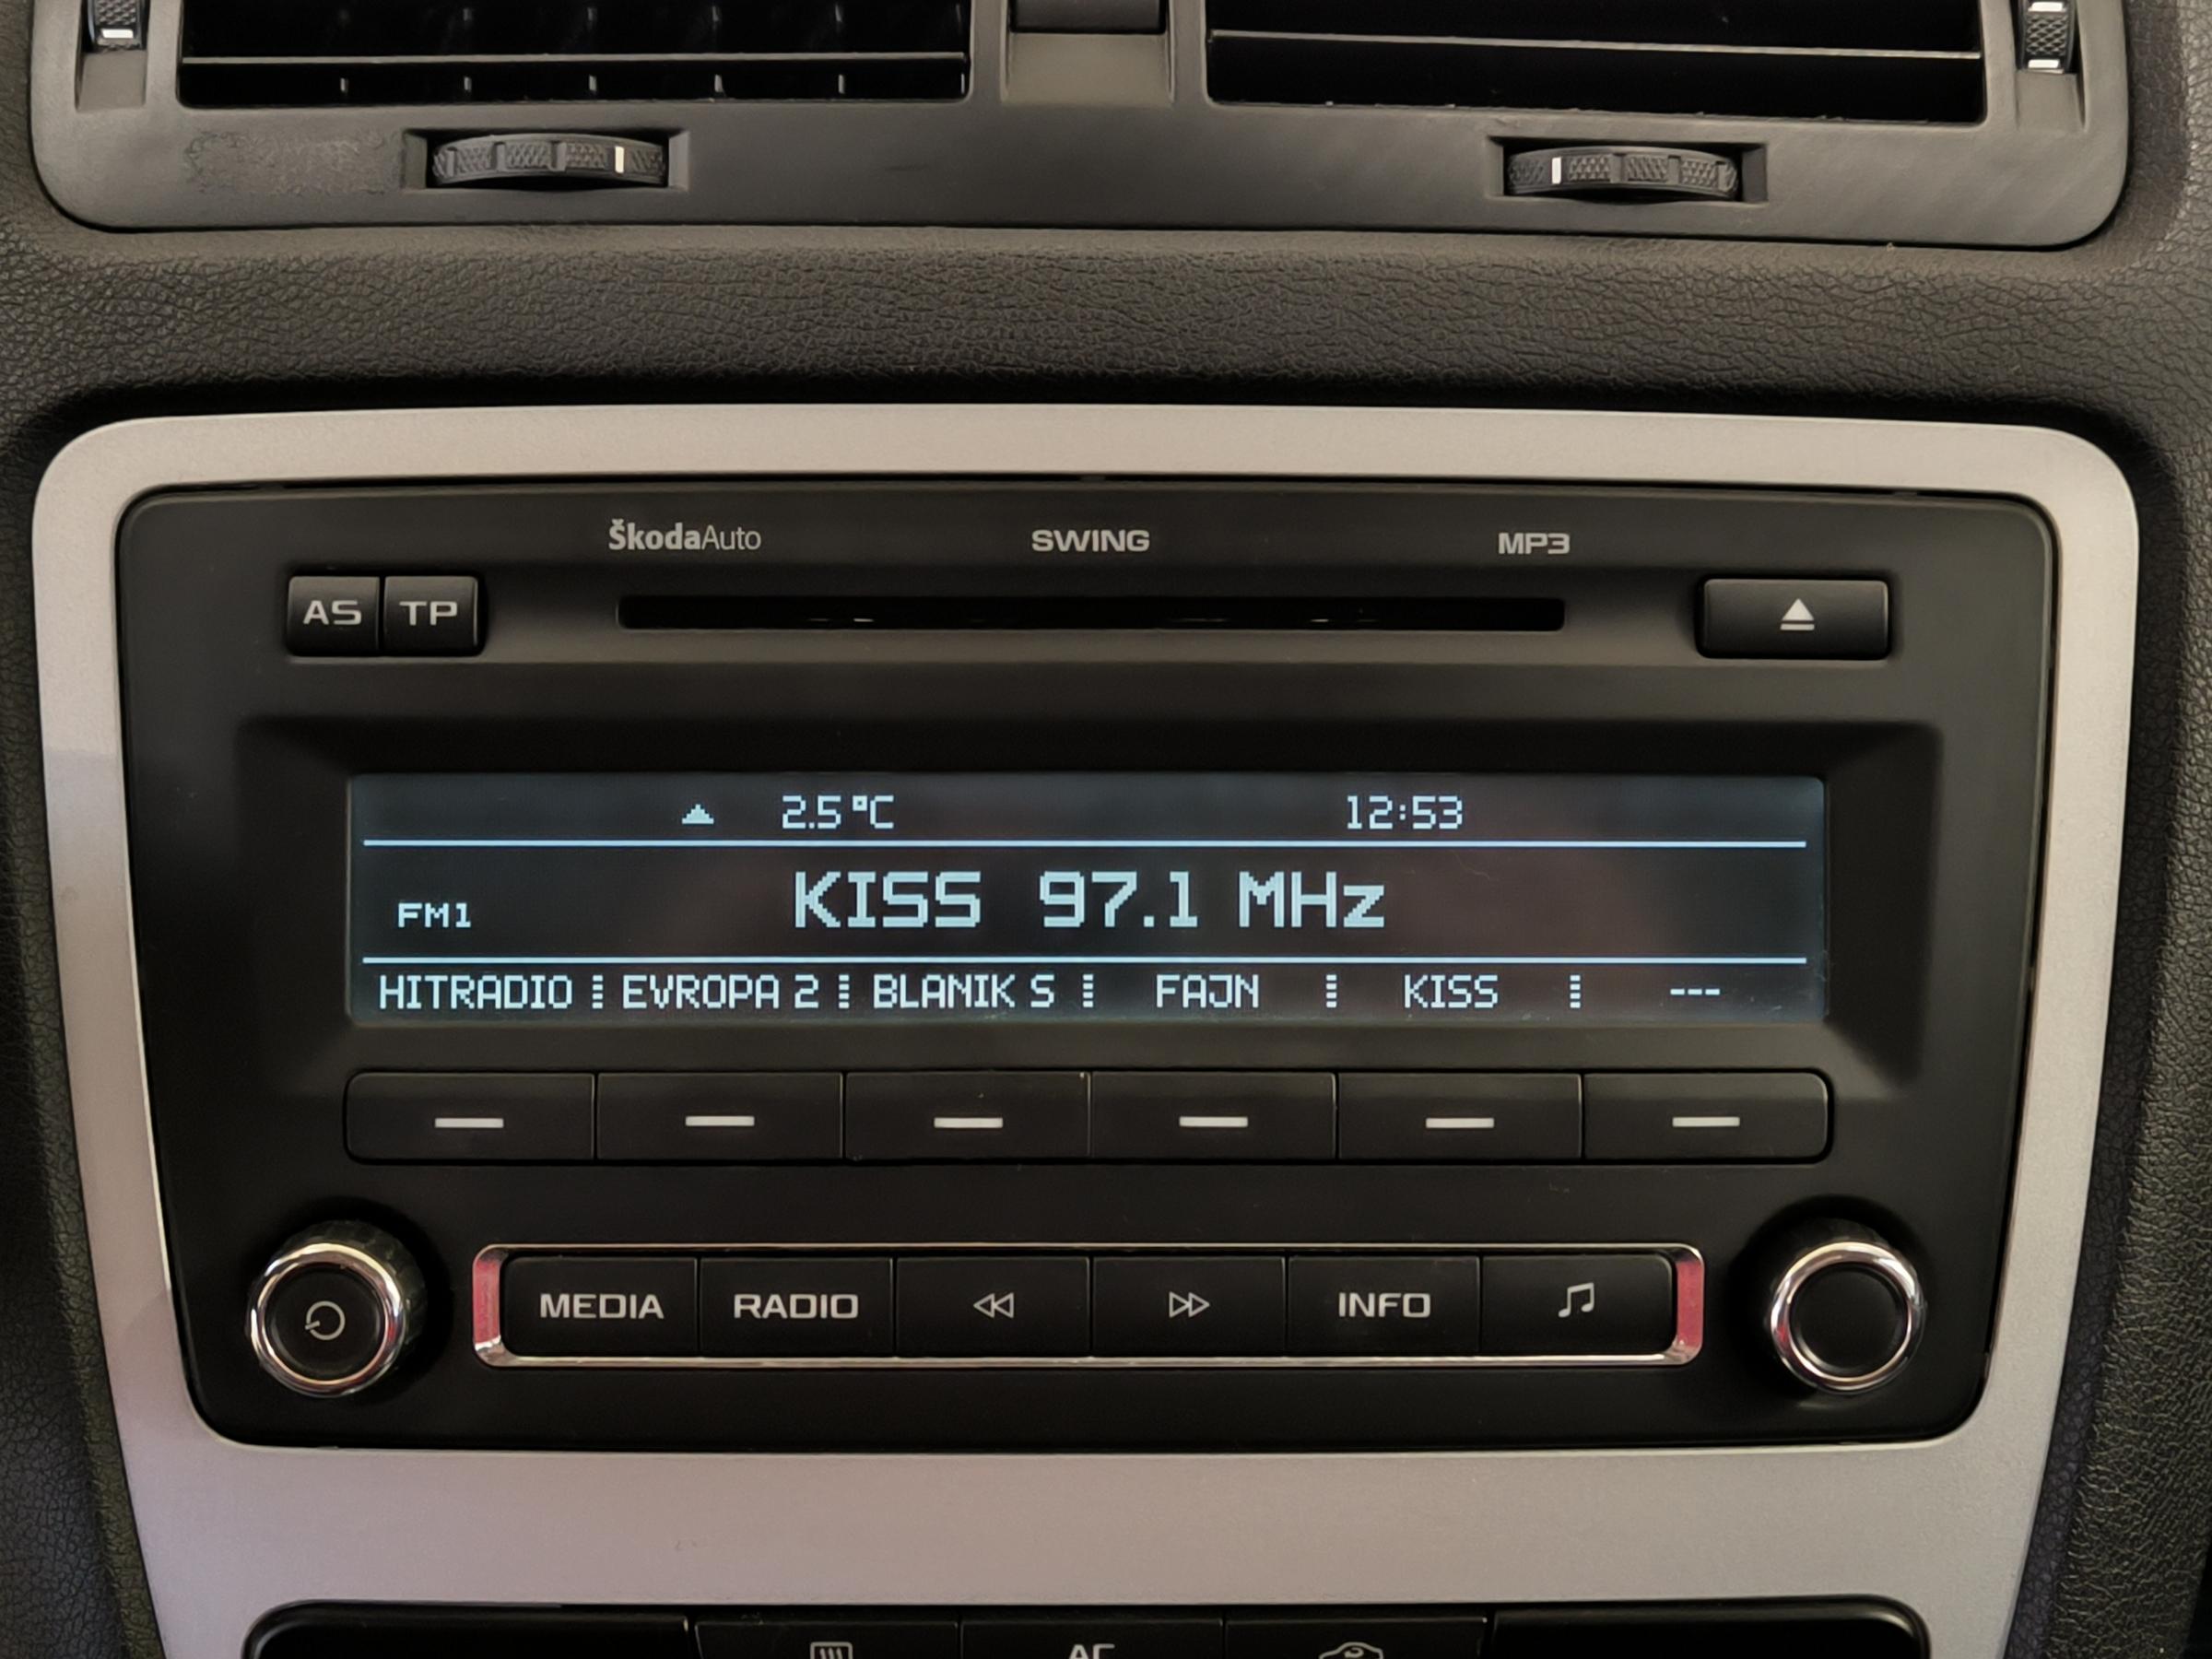 ŠkodaAuto SWING MP3
AS TP
2.5°C 12:53
FM1 KISS 97.1 MHz
HITRADIO EVROPA 2 BLANIK S FAJN KISS ---
MEDIA RADIO INFO